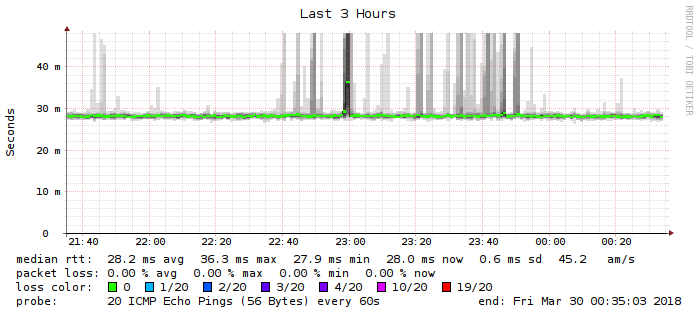 Last 3 Hours
RRDTOOL / TOBI OETIKER
Seconds
40 m
30 m
20 m
10 m
0
21:40 22:00 22:20 22:40 23:00 23:20 23:40 00:00 00:20
median rtt: 28.2 ms avg 36.3 ms max 27.9 ms min 28.0 ms now 0.6 ms sd 45.2 am/s
packet loss: 0.00 % avg 0.00 % max 0.00 % min 0.00 % now
loss color: 0 1/20 2/20 3/20 4/20 10/20 19/20
probe: 20 ICMP Echo Pings (56 Bytes) every 60s end: Fri Mar 30 00:35:03 2018